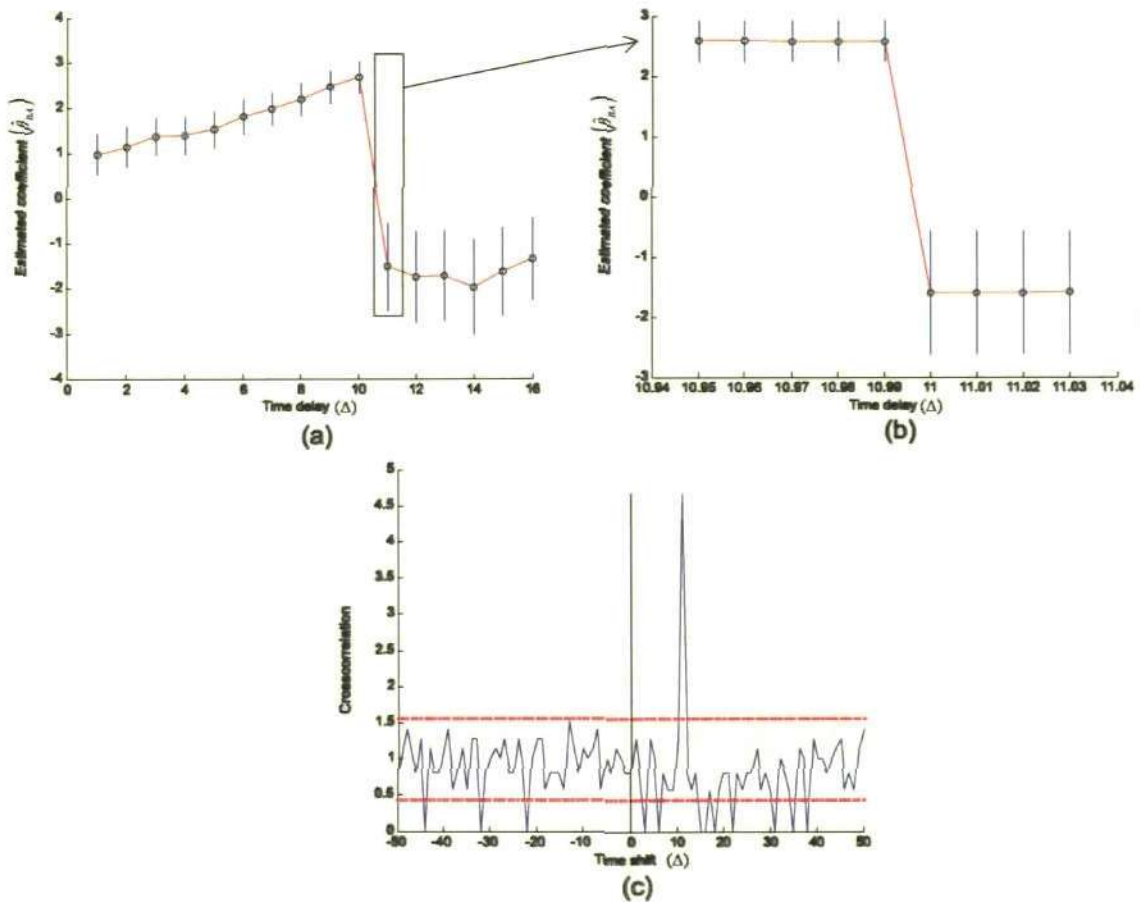 4
3
2
1
0
-1
-2
-3
-4
Estimated coefficient (β̂_BA)
0 2 4 6 8 10 12 14 16
Time delay (Δ)
(a)
3
2
1
0
-1
-2
-3
Estimated coefficient (β̂_BA)
10.94 10.95 10.96 10.97 10.98 10.99 11 11.01 11.02 11.03 11.04
Time delay (Δ)
(b)
5
4.5
4
3.5
3
2.5
2
1.5
1
0.5
0
Crosscorrelation
-50 -40 -30 -20 -10 0 10 20 30 40 50
Time shift (Δ)
(c)